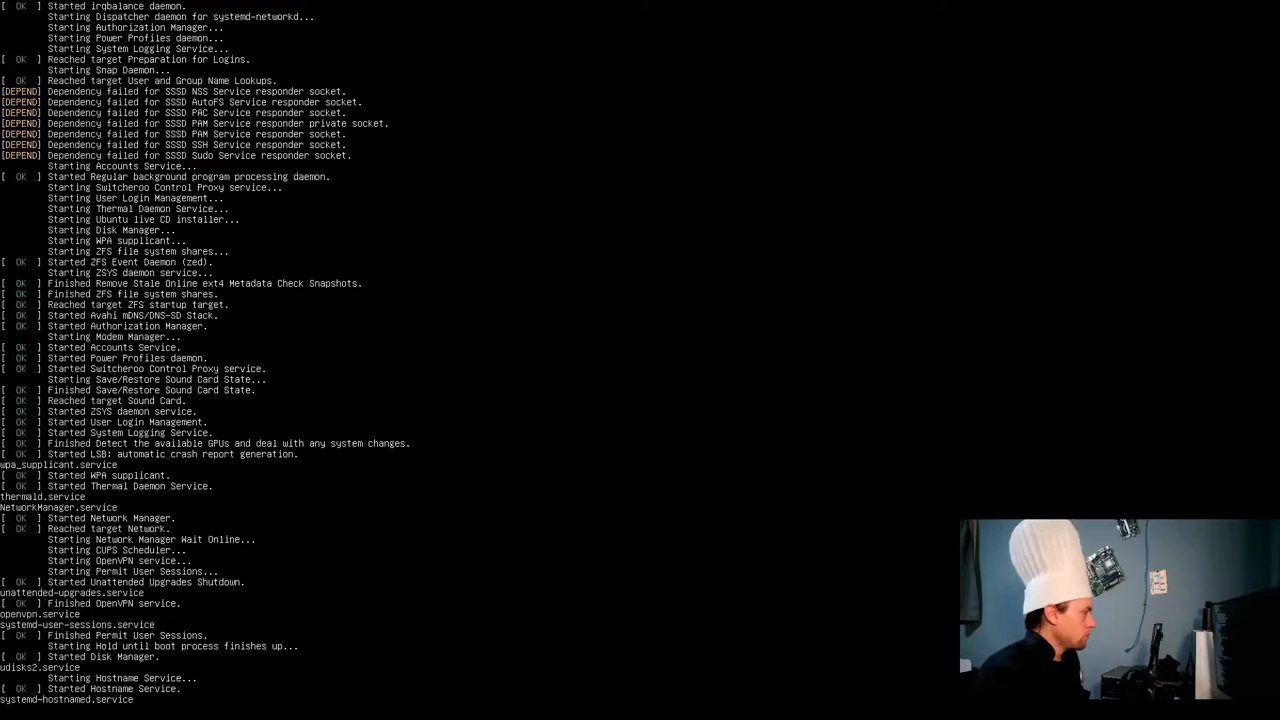 [  OK  ] Started irqbalance daemon.
Starting Dispatcher daemon for systemd-networkd...
Starting Authorization Manager...
Starting Power Profiles daemon...
Starting System Logging Service...
[  OK  ] Reached target Preparation for Logins.
Starting Snap Daemon...
[  OK  ] Reached target User and Group Name Lookups.
[DEPEND] Dependency failed for SSSD NSS Service responder socket.
[DEPEND] Dependency failed for SSSD AutoFS Service responder socket.
[DEPEND] Dependency failed for SSSD PAC Service responder socket.
[DEPEND] Dependency failed for SSSD PAM Service responder private socket.
[DEPEND] Dependency failed for SSSD PAM Service responder socket.
[DEPEND] Dependency failed for SSSD SSH Service responder socket.
[DEPEND] Dependency failed for SSSD Sudo Service responder socket.
Starting Accounts Service...
[  OK  ] Started Regular background program processing daemon.
Starting Switcheroo Control Proxy service...
Starting User Login Management...
Starting Thermal Daemon Service...
Starting Ubuntu live CD installer...
Starting Disk Manager...
Starting WPA supplicant...
Starting ZFS file system shares...
[  OK  ] Started ZFS Event Daemon (zed).
Starting ZSYS daemon service...
[  OK  ] Finished Remove Stale Online ext4 Metadata Check Snapshots.
[  OK  ] Finished ZFS file system shares.
[  OK  ] Reached target ZFS startup target.
[  OK  ] Started Avahi mDNS/DNS-SD Stack.
[  OK  ] Started Authorization Manager.
Starting Modem Manager...
[  OK  ] Started Accounts Service.
[  OK  ] Started Power Profiles daemon.
[  OK  ] Started Switcheroo Control Proxy service.
Starting Save/Restore Sound Card State...
[  OK  ] Finished Save/Restore Sound Card State.
[  OK  ] Reached target Sound Card.
[  OK  ] Started ZSYS daemon service.
[  OK  ] Started User Login Management.
[  OK  ] Started System Logging Service.
[  OK  ] Finished Detect the available GPUs and deal with any system changes.
[  OK  ] Started LSB: automatic crash report generation.
wpa_supplicant.service
[  OK  ] Started WPA supplicant.
[  OK  ] Started Thermal Daemon Service.
thermald.service
NetworkManager.service
[  OK  ] Started Network Manager.
[  OK  ] Reached target Network.
Starting Network Manager Wait Online...
Starting CUPS Scheduler...
Starting OpenVPN service...
Starting Permit User Sessions...
[  OK  ] Started Unattended Upgrades Shutdown.
unattended-upgrades.service
[  OK  ] Finished OpenVPN service.
openvpn.service
systemd-user-sessions.service
[  OK  ] Finished Permit User Sessions.
Starting Hold until boot process finishes up...
[  OK  ] Started Disk Manager.
udisks2.service
Starting Hostname Service...
[  OK  ] Started Hostname Service.
systemd-hostnamed.service